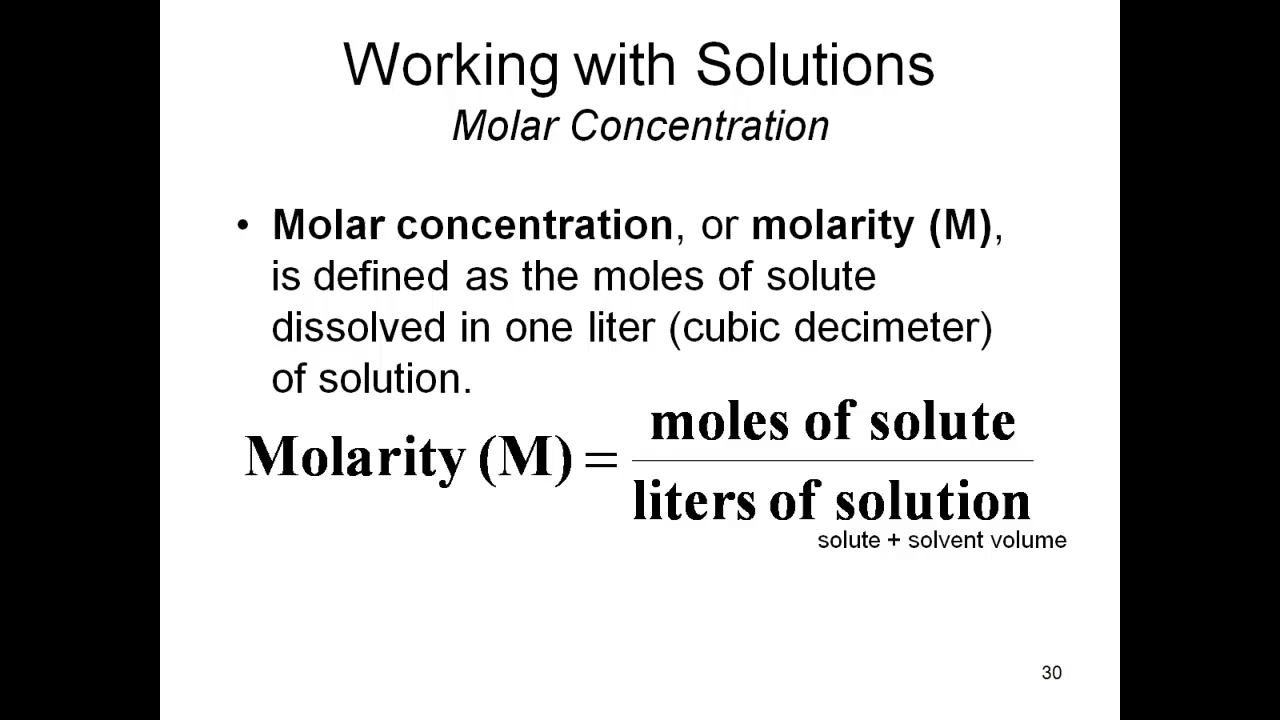 Working with Solutions
Molar Concentration
• Molar concentration, or molarity (M),
is defined as the moles of solute
dissolved in one liter (cubic decimeter)
of solution.
moles of solute
Molarity (M) =
liters of solution
solute + solvent volume
30